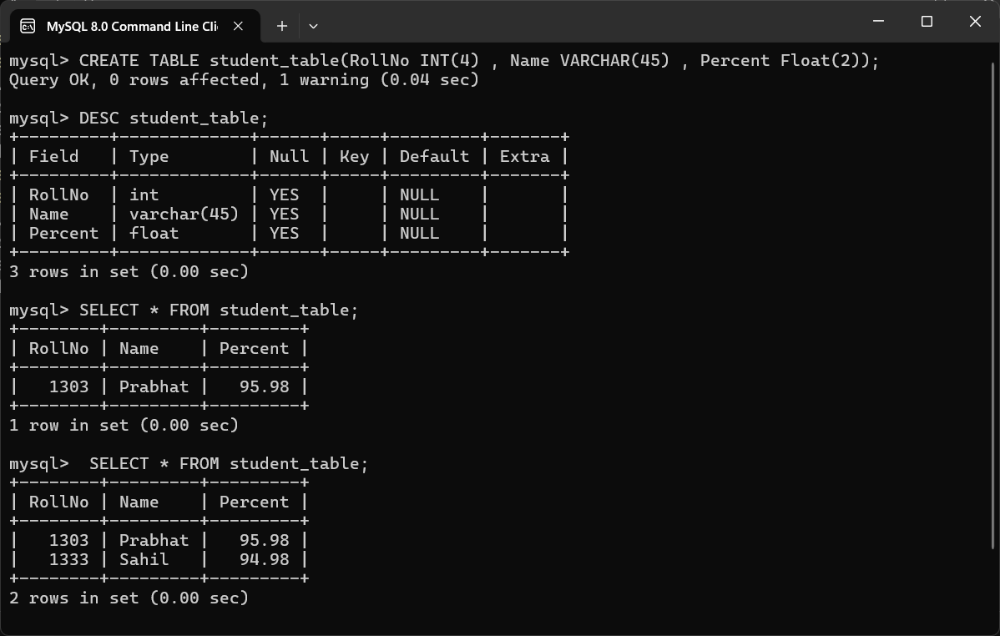 MySQL 8.0 Command Line Cli
mysql> CREATE TABLE student_table(RollNo INT(4) , Name VARCHAR(45) , Percent Float(2));
Query OK, 0 rows affected, 1 warning (0.04 sec)

mysql> DESC student_table;
+---------+-------------+------+-----+---------+-------+
| Field   | Type        | Null | Key | Default | Extra |
+---------+-------------+------+-----+---------+-------+
| RollNo  | int         | YES  |     | NULL    |       |
| Name    | varchar(45) | YES  |     | NULL    |       |
| Percent | float       | YES  |     | NULL    |       |
+---------+-------------+------+-----+---------+-------+
3 rows in set (0.00 sec)

mysql> SELECT * FROM student_table;
+--------+---------+---------+
| RollNo | Name    | Percent |
+--------+---------+---------+
|   1303 | Prabhat |   95.98 |
+--------+---------+---------+
1 row in set (0.00 sec)

mysql>  SELECT * FROM student_table;
+--------+---------+---------+
| RollNo | Name    | Percent |
+--------+---------+---------+
|   1303 | Prabhat |   95.98 |
|   1333 | Sahil   |   94.98 |
+--------+---------+---------+
2 rows in set (0.00 sec)